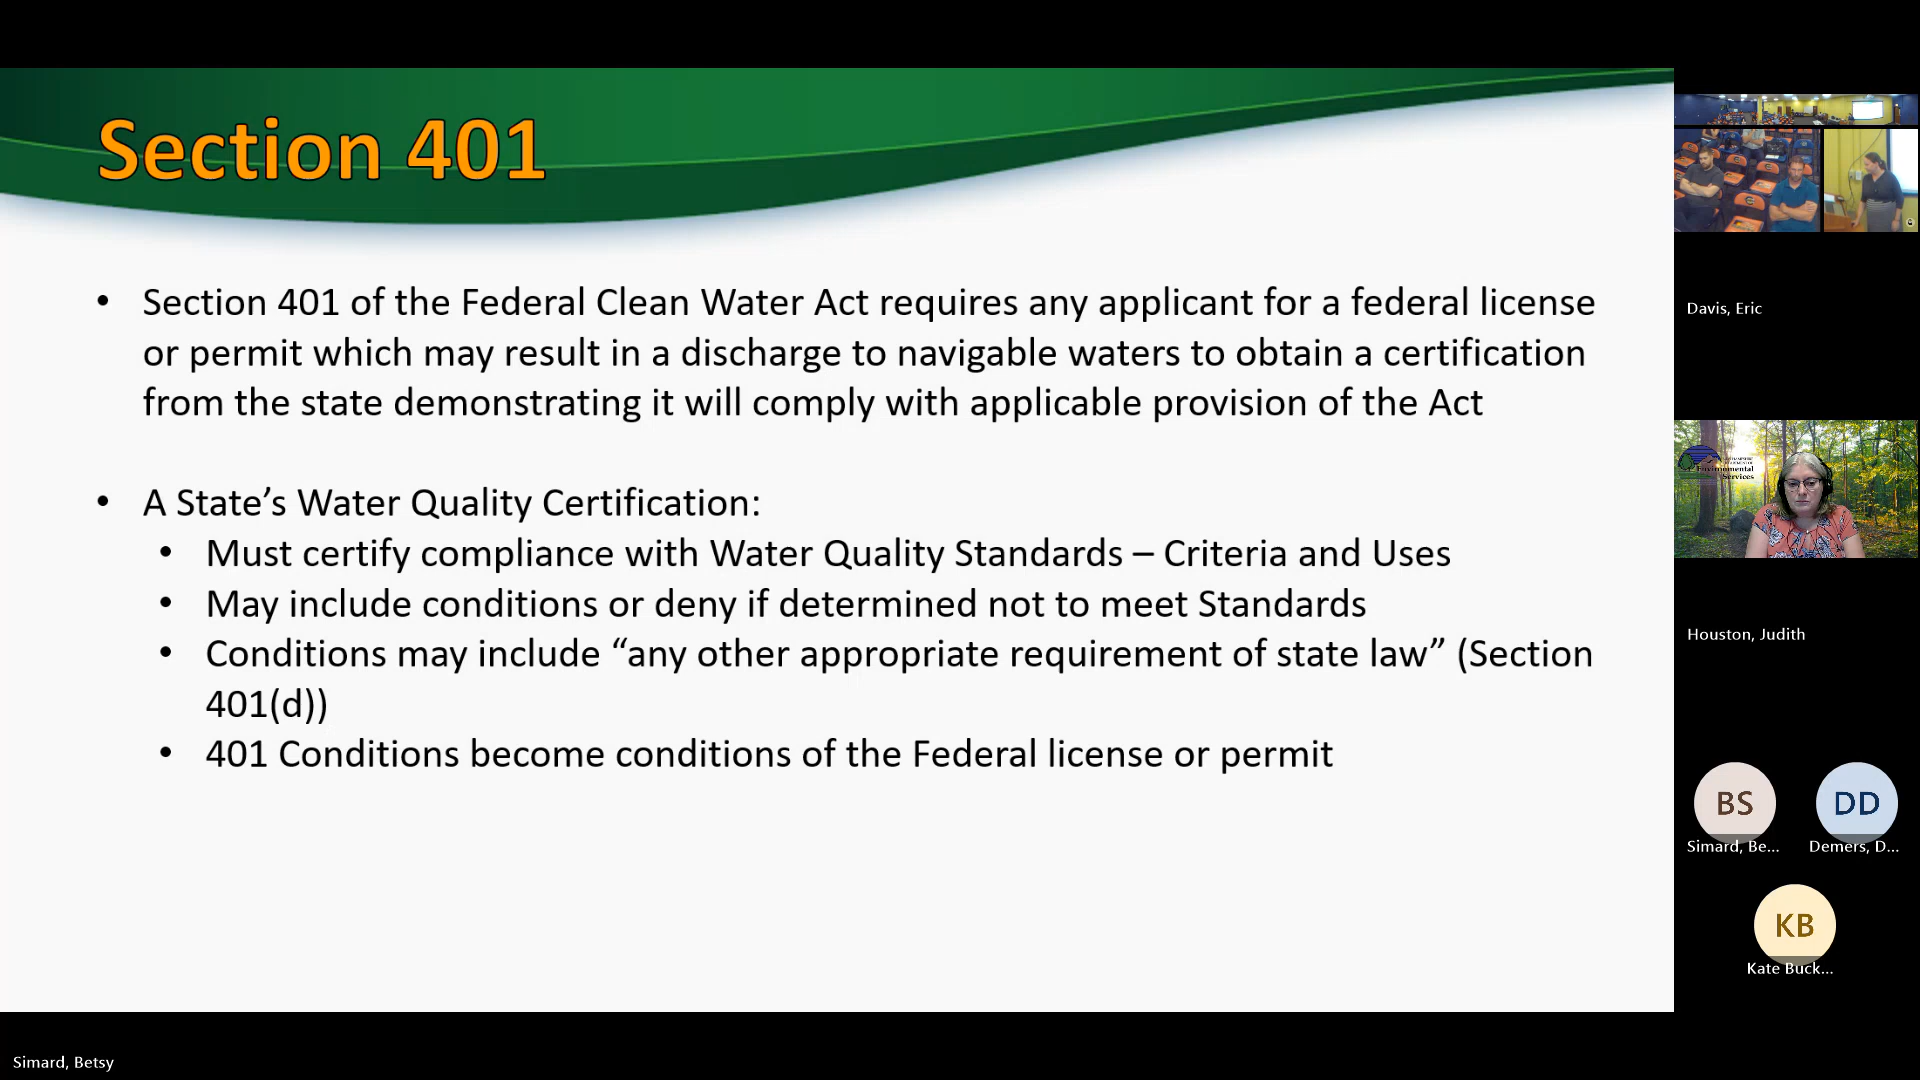 Section 401
• Section 401 of the Federal Clean Water Act requires any applicant for a federal license
or permit which may result in a discharge to navigable waters to obtain a certification
from the state demonstrating it will comply with applicable provision of the Act
• A State’s Water Quality Certification:
• Must certify compliance with Water Quality Standards – Criteria and Uses
• May include conditions or deny if determined not to meet Standards
• Conditions may include “any other appropriate requirement of state law” (Section
401(d))
• 401 Conditions become conditions of the Federal license or permit
Davis, Eric
Environmental
Services
Houston, Judith
BS
Simard, Be...
DD
Demers, D...
KB
Kate Buck...
Simard, Betsy